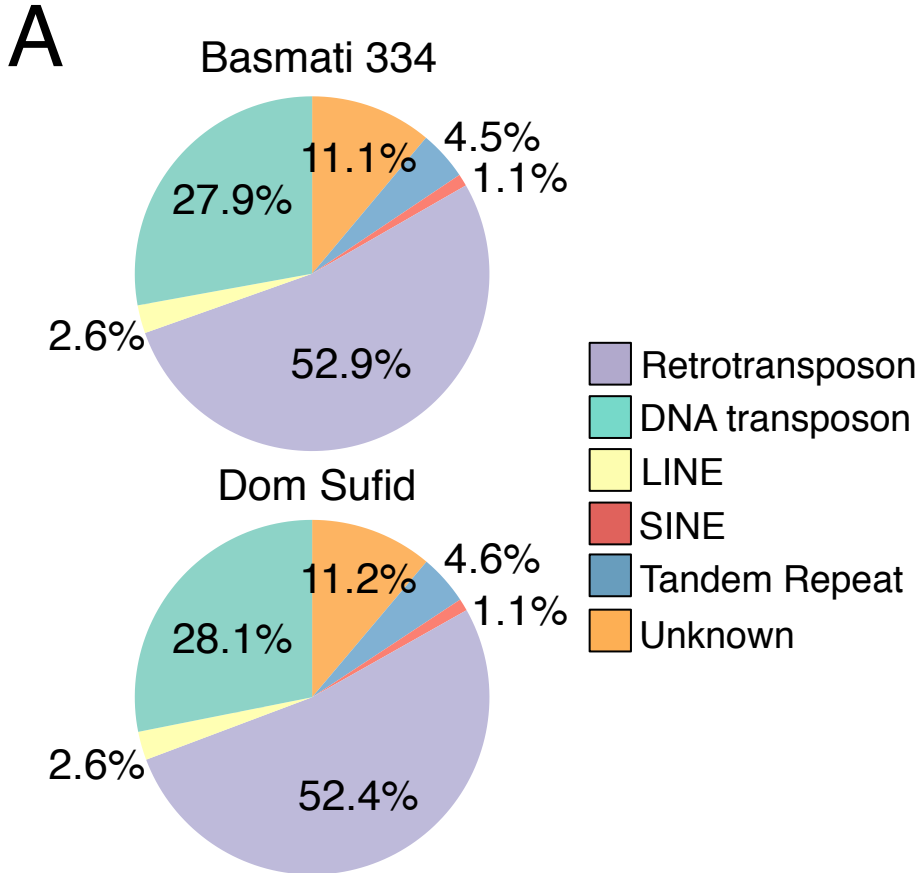 A
Basmati 334
11.1%
4.5%
1.1%
27.9%
2.6%
52.9%
Dom Sufid
11.2%
4.6%
1.1%
28.1%
2.6%
52.4%
Retrotransposon
DNA transposon
LINE
SINE
Tandem Repeat
Unknown